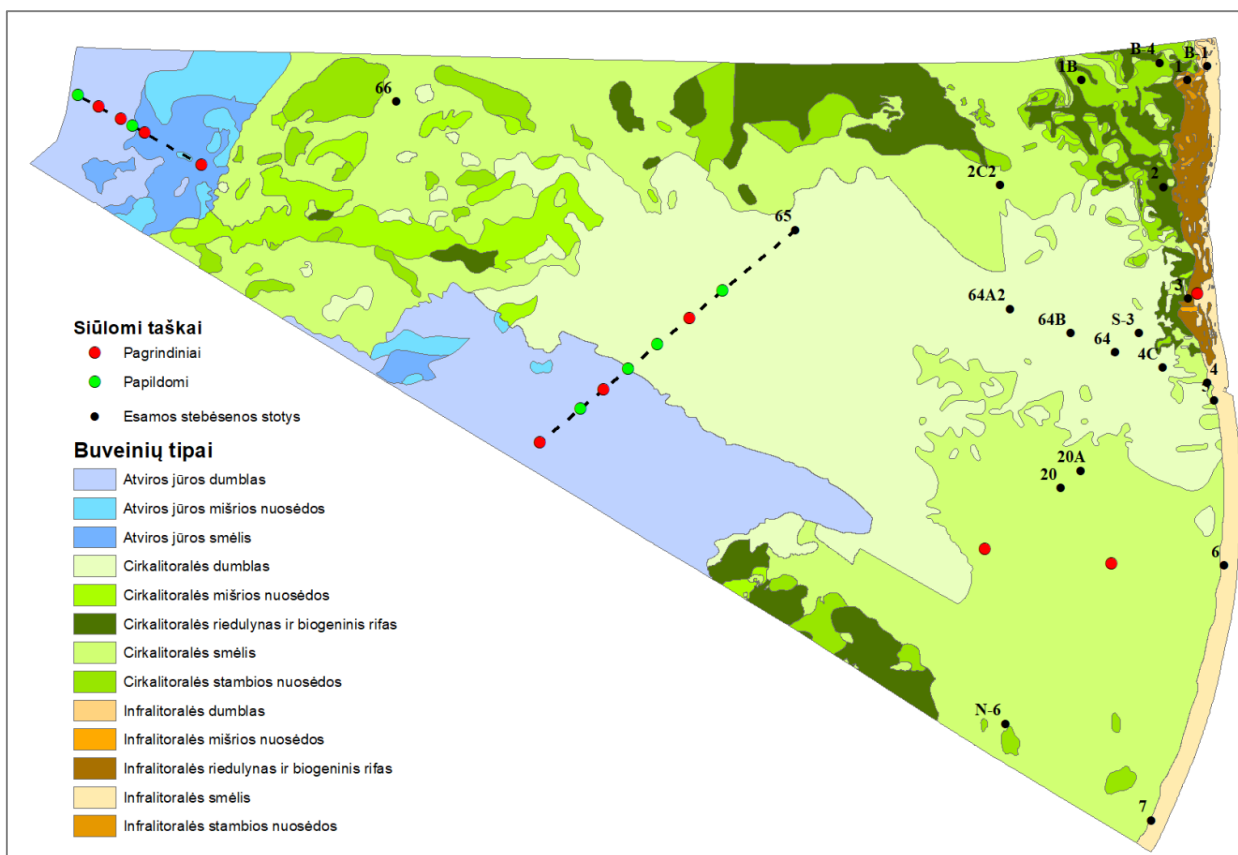 B-4
B-1
1B
1
66
2C2
2
65
64A2
3
64B
S-3
64
4C
4
5
20A
20
6
N-6
7
Siūlomi taškai
Pagrindiniai
Papildomi
Esamos stebėsenos stotys
Buveinių tipai
Atviros jūros dumblas
Atviros jūros mišrios nuosėdos
Atviros jūros smėlis
Cirkalitoralės dumblas
Cirkalitoralės mišrios nuosėdos
Cirkalitoralės riedulynas ir biogeninis rifas
Cirkalitoralės smėlis
Cirkalitoralės stambios nuosėdos
Infralitoralės dumblas
Infralitoralės mišrios nuosėdos
Infralitoralės riedulynas ir biogeninis rifas
Infralitoralės smėlis
Infralitoralės stambios nuosėdos